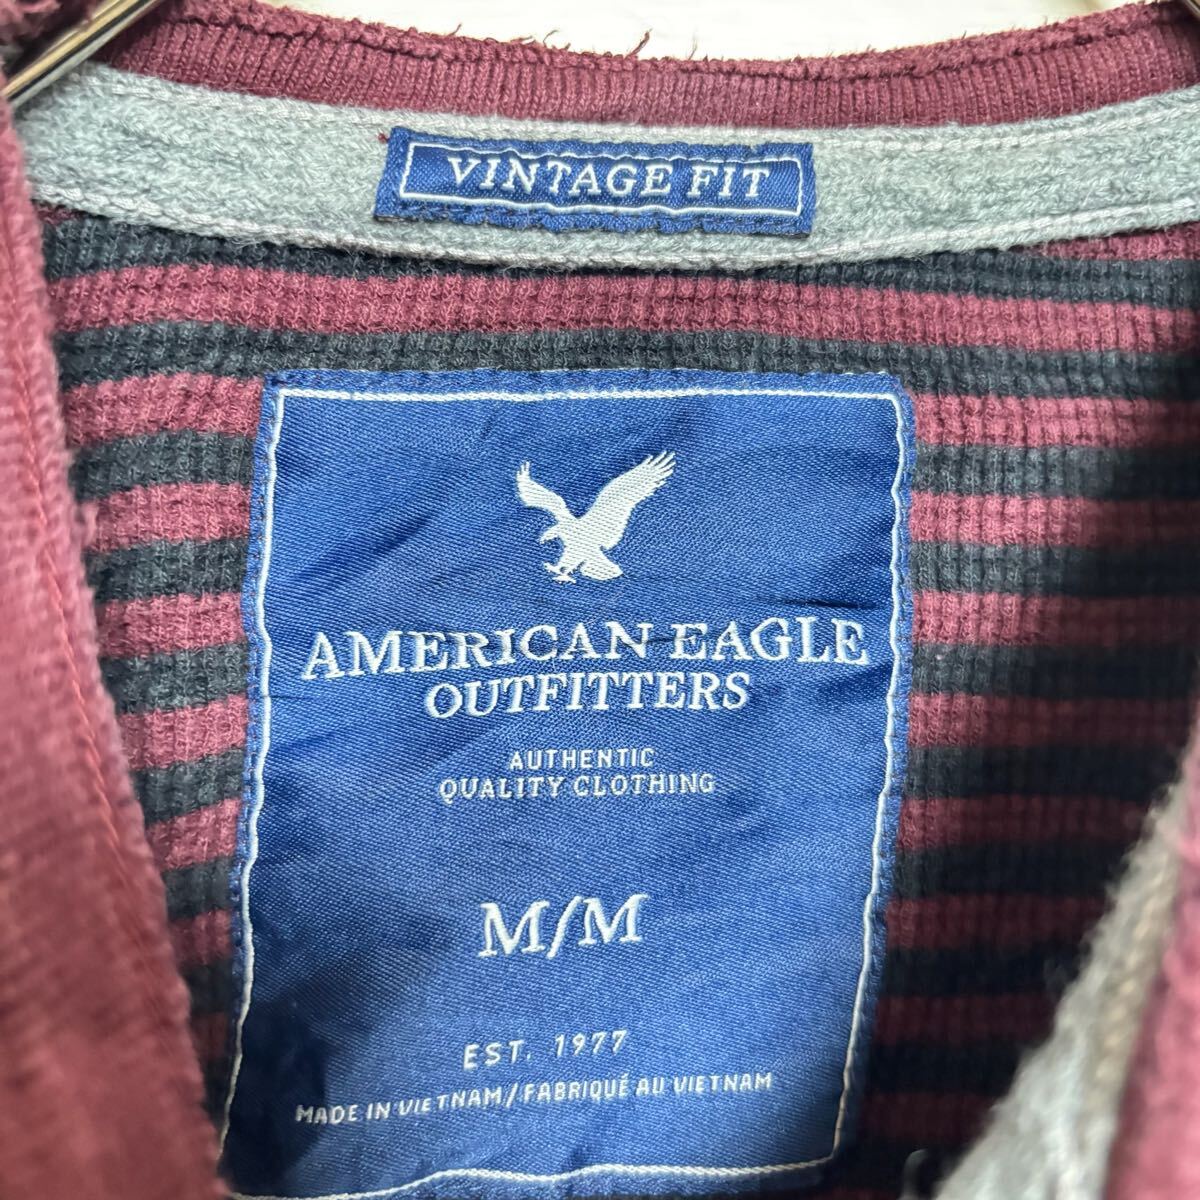 VINTAGE FIT
AMERICAN EAGLE
OUTFITTERS
AUTHENTIC
QUALITY CLOTHING
M/M
EST. 1977
MADE IN VIETNAM/FABRIQUÉ AU VIETNAM